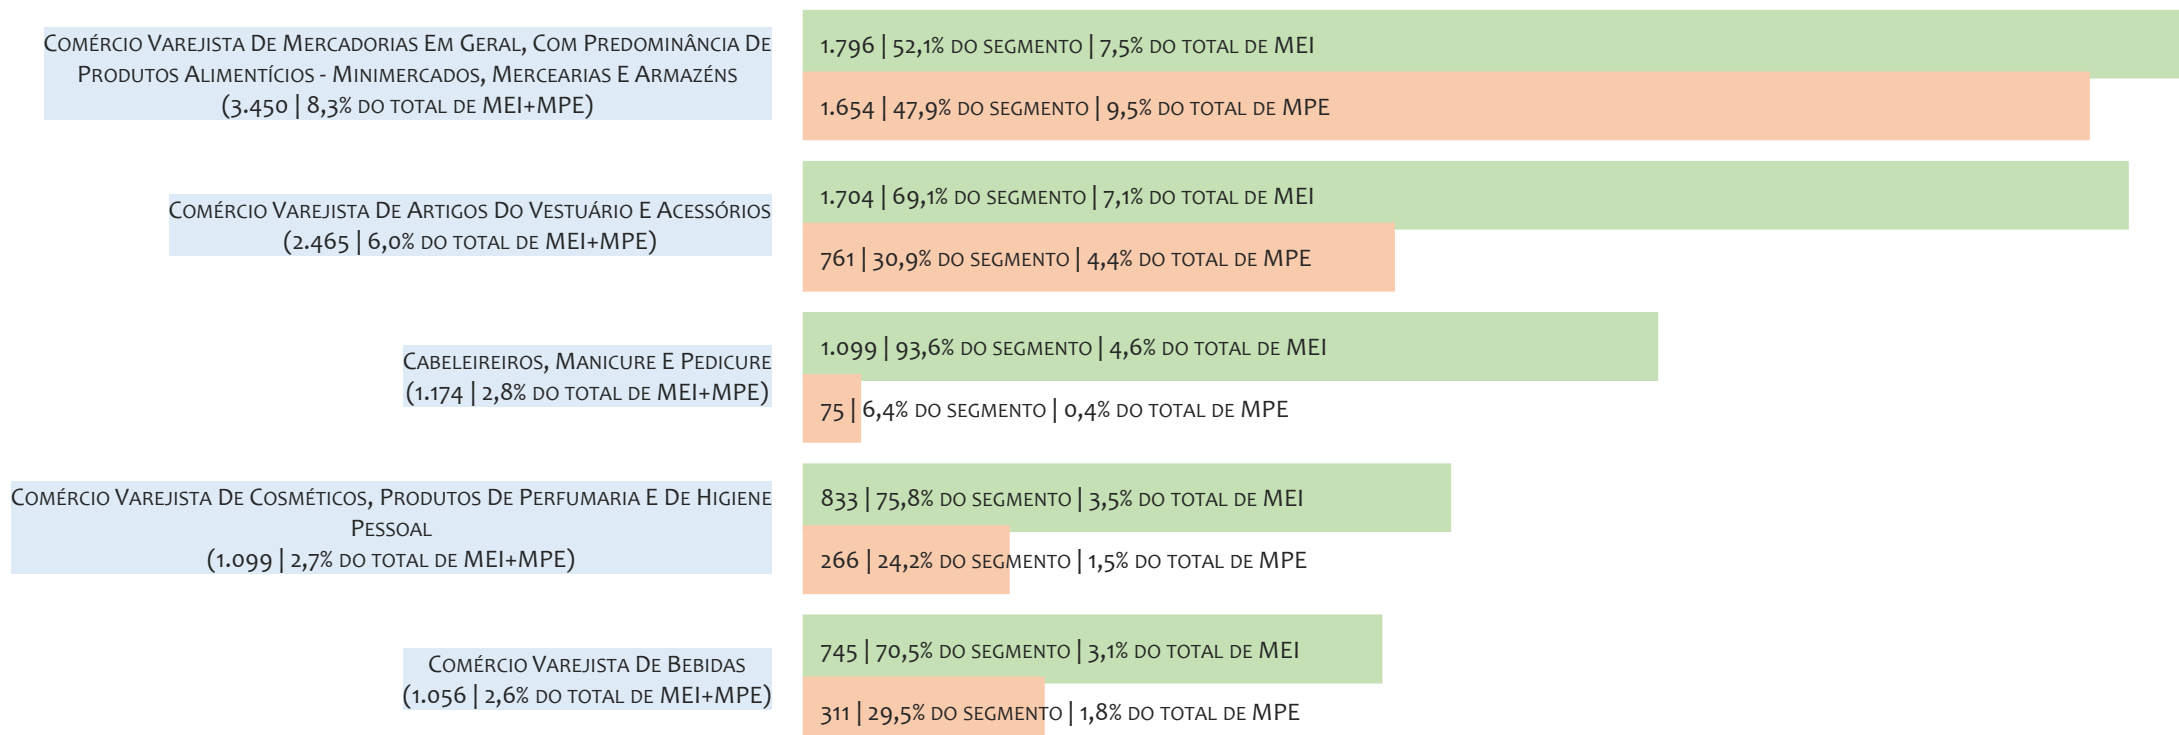 Comércio Varejista De Mercadorias Em Geral, Com Predominância De
Produtos Alimentícios - Minimercados, Mercearias E Armazéns
(3.450 | 8,3% do total de MEI+MPE)
1.796 | 52,1% do segmento | 7,5% do total de MEI
1.654 | 47,9% do segmento | 9,5% do total de MPE
Comércio Varejista De Artigos Do Vestuário E Acessórios
(2.465 | 6,0% do total de MEI+MPE)
1.704 | 69,1% do segmento | 7,1% do total de MEI
761 | 30,9% do segmento | 4,4% do total de MPE
Cabeleireiros, Manicure E Pedicure
(1.174 | 2,8% do total de MEI+MPE)
1.099 | 93,6% do segmento | 4,6% do total de MEI
75 | 6,4% do segmento | 0,4% do total de MPE
Comércio Varejista De Cosméticos, Produtos De Perfumaria E De Higiene
Pessoal
(1.099 | 2,7% do total de MEI+MPE)
833 | 75,8% do segmento | 3,5% do total de MEI
266 | 24,2% do segmento | 1,5% do total de MPE
Comércio Varejista De Bebidas
(1.056 | 2,6% do total de MEI+MPE)
745 | 70,5% do segmento | 3,1% do total de MEI
311 | 29,5% do segmento | 1,8% do total de MPE